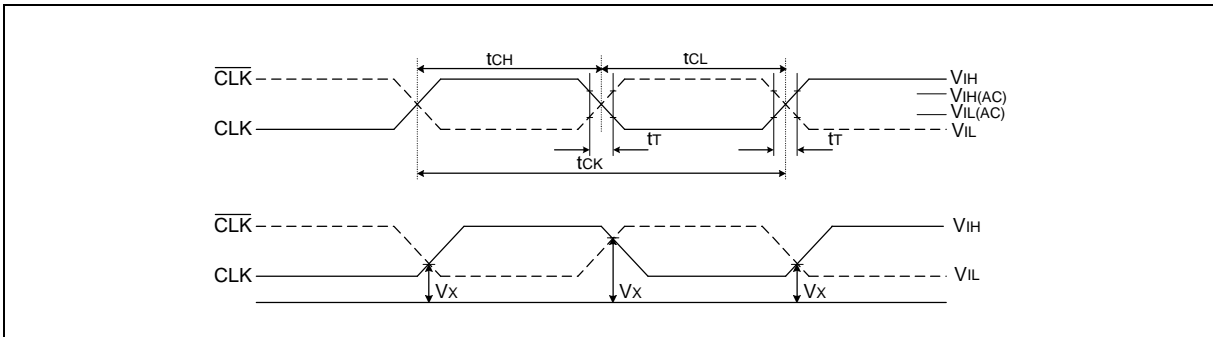 tCH tCL
CLK VIH
VIH(AC)
VIL(AC)
CLK VIL
tT tT
tCK
CLK VIH
CLK VIL
VX VX VX